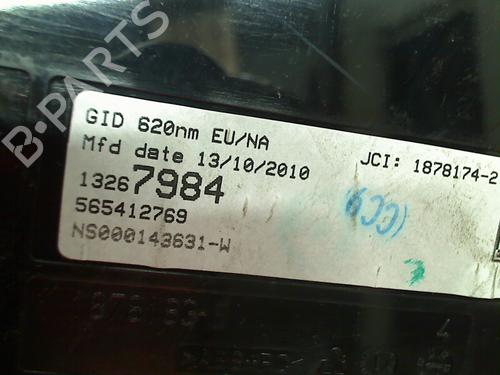 B-PARTS
GID 620nm EU/NA
Mfd date 13/10/2010
JCI: 1878174-2
13267984
565412769
NS000143631-W